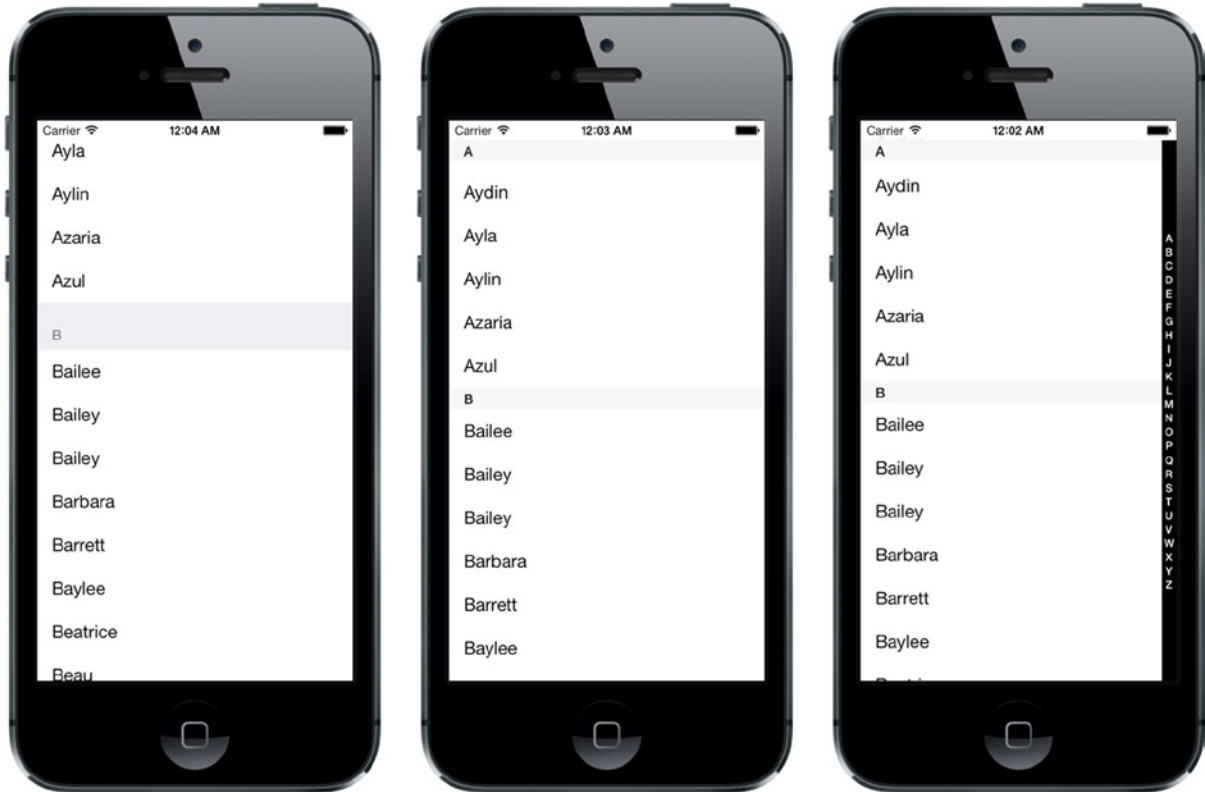 Carrier 12:04 AM
Ayla
Aylin
Azaria
Azul
B
Bailee
Bailey
Bailey
Barbara
Barrett
Baylee
Beatrice
Beau
Carrier 12:03 AM
A
Aydin
Ayla
Aylin
Azaria
Azul
B
Bailee
Bailey
Bailey
Barbara
Barrett
Baylee
Carrier 12:02 AM
A
Aydin
Ayla
Aylin
Azaria
Azul
B
Bailee
Bailey
Bailey
Barbara
Barrett
Baylee
A
B
C
D
E
F
G
H
I
J
K
L
M
N
O
P
Q
R
S
T
U
V
W
X
Y
Z